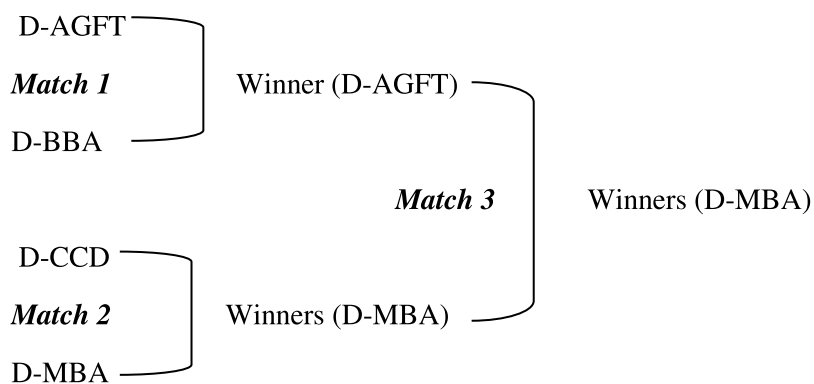 D-AGFT
Match 1
Winner (D-AGFT)
D-BBA
Match 3
Winners (D-MBA)
D-CCD
Match 2
Winners (D-MBA)
D-MBA